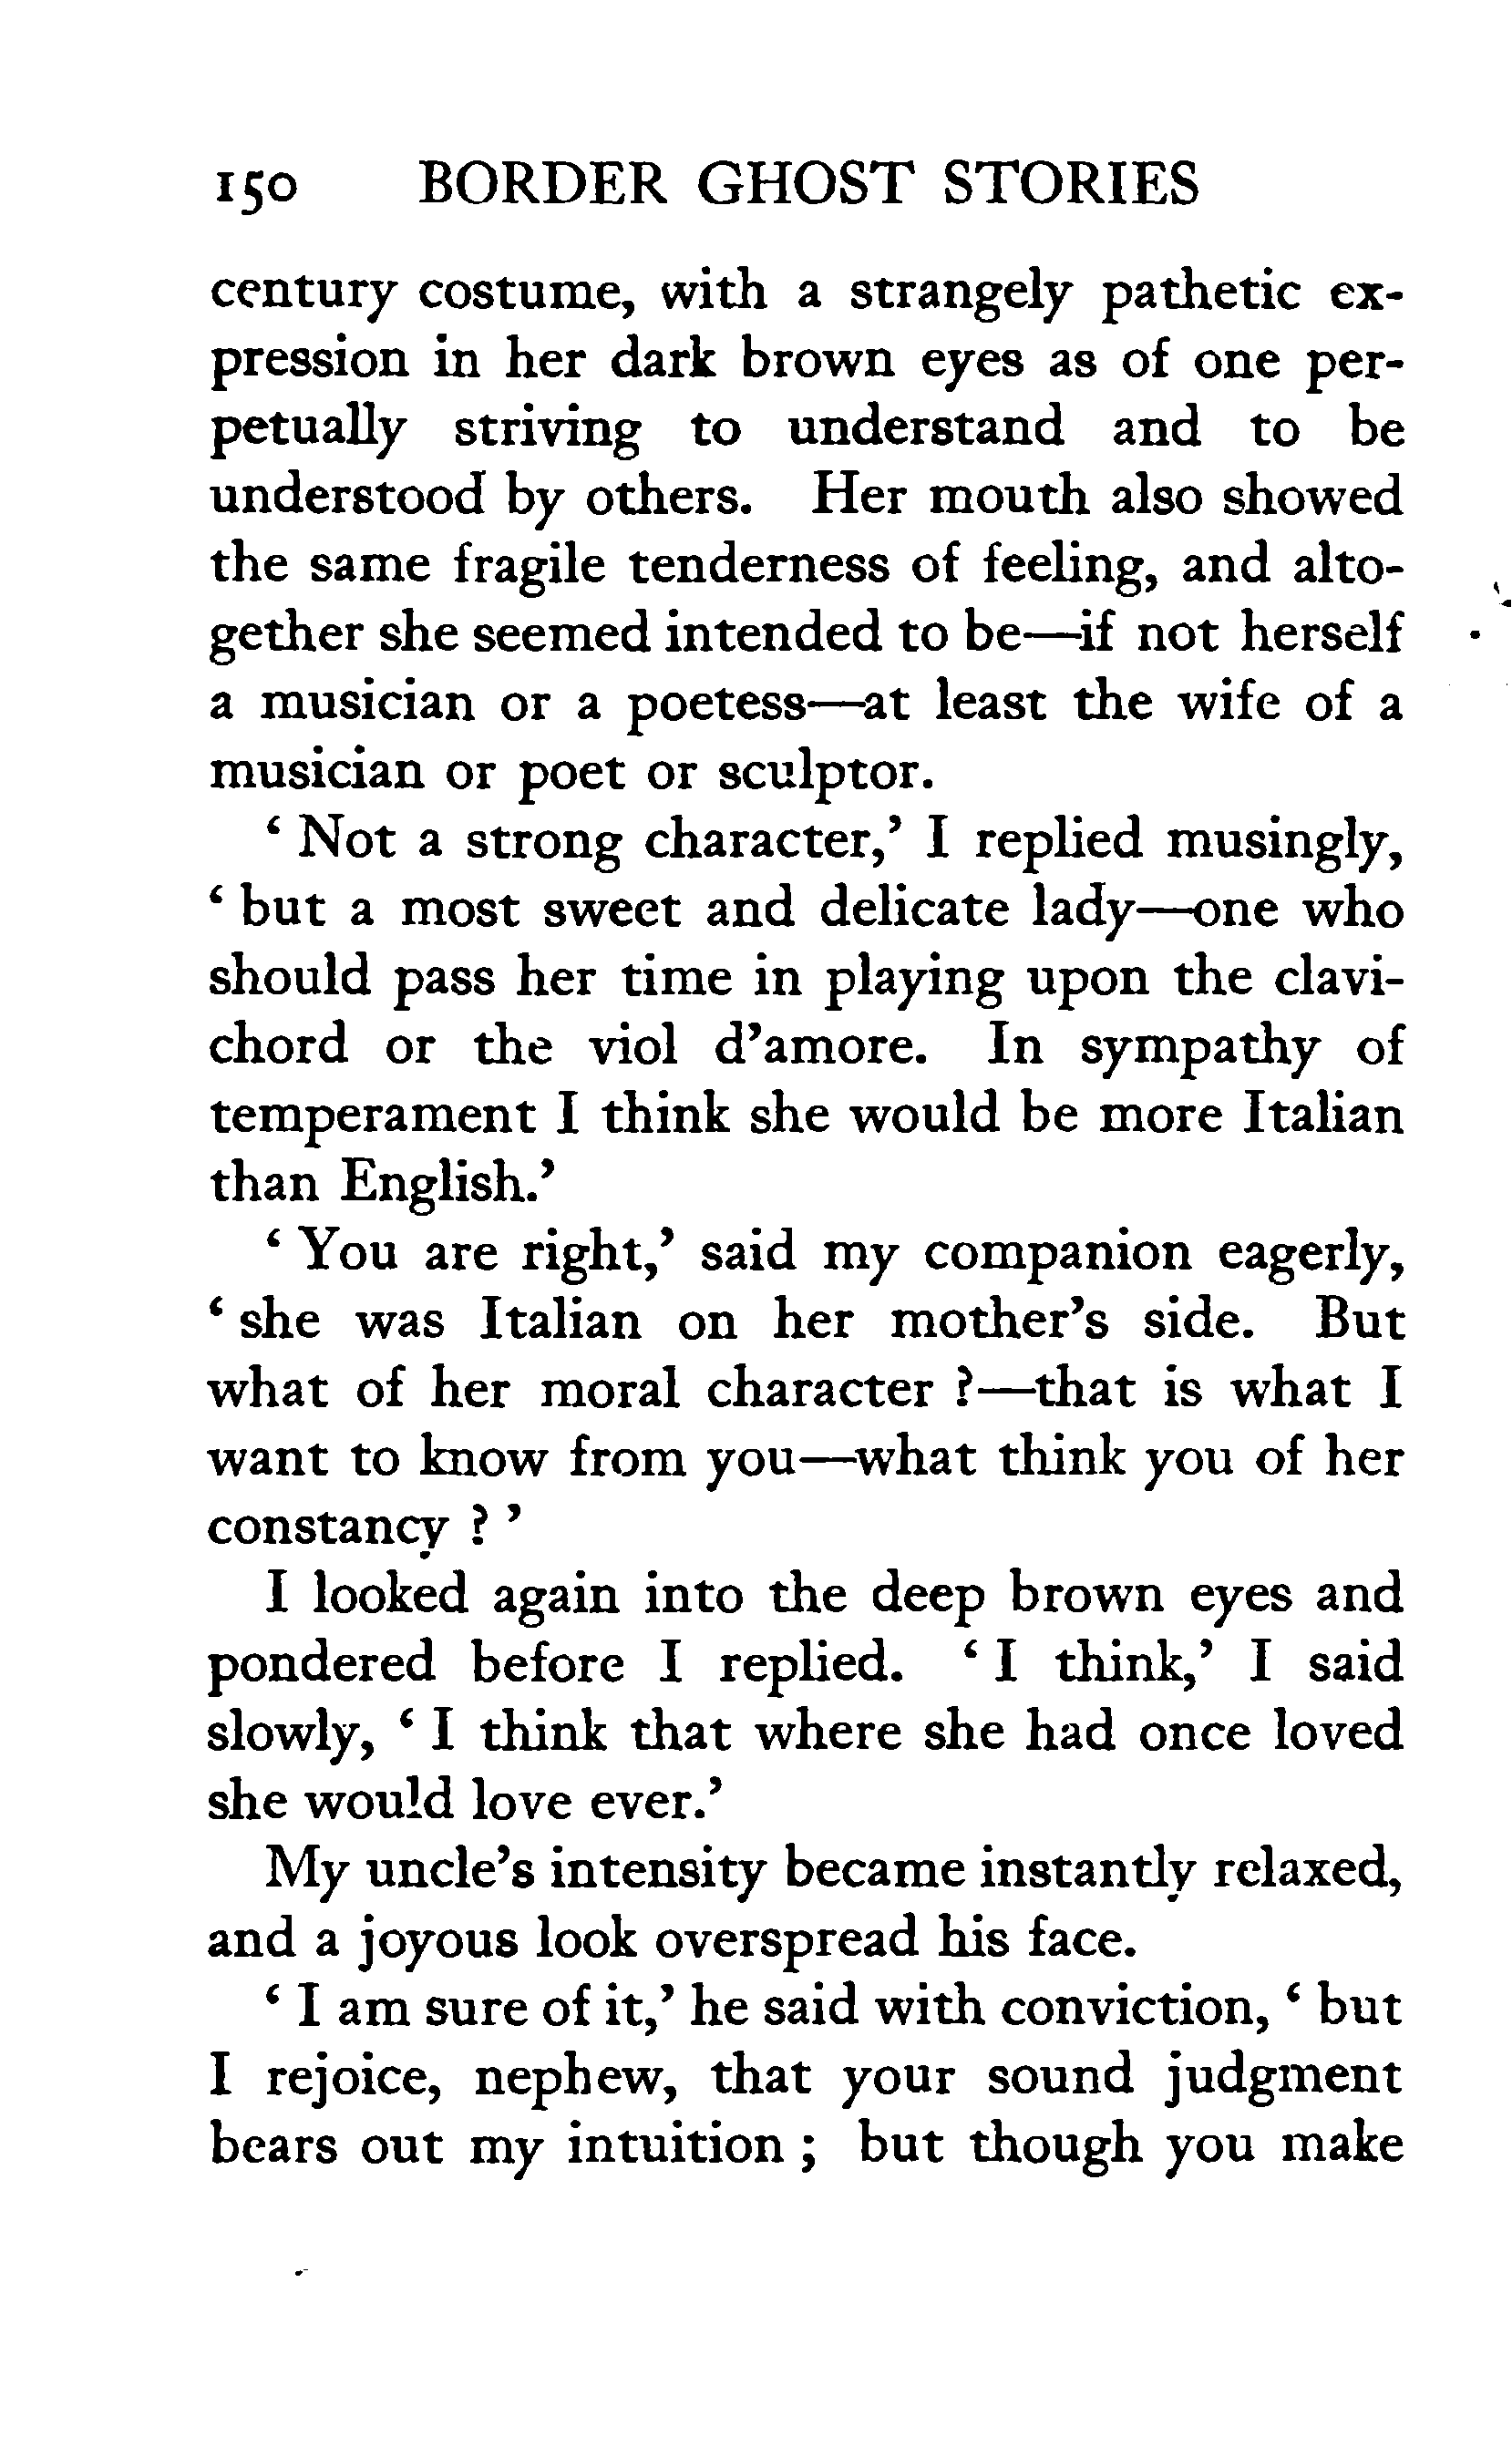 150 BORDER GHOST STORIES
century costume, with a strangely pathetic ex-
pression in her dark brown eyes as of one per-
petually striving to understand and to be
understood by others. Her mouth also showed
the same fragile tenderness of feeling, and alto-
gether she seemed intended to be—if not herself
a musician or a poetess—at least the wife of a
musician or poet or sculptor.
‘ Not a strong character,’ I replied musingly,
‘ but a most sweet and delicate lady—one who
should pass her time in playing upon the clavi-
chord or the viol d’amore. In sympathy of
temperament I think she would be more Italian
than English.’
‘ You are right,’ said my companion eagerly,
‘ she was Italian on her mother’s side. But
what of her moral character ?—that is what I
want to know from you—what think you of her
constancy ? ’
I looked again into the deep brown eyes and
pondered before I replied. ‘ I think,’ I said
slowly, ‘ I think that where she had once loved
she would love ever.’
My uncle’s intensity became instantly relaxed,
and a joyous look overspread his face.
‘ I am sure of it,’ he said with conviction, ‘ but
I rejoice, nephew, that your sound judgment
bears out my intuition ; but though you make